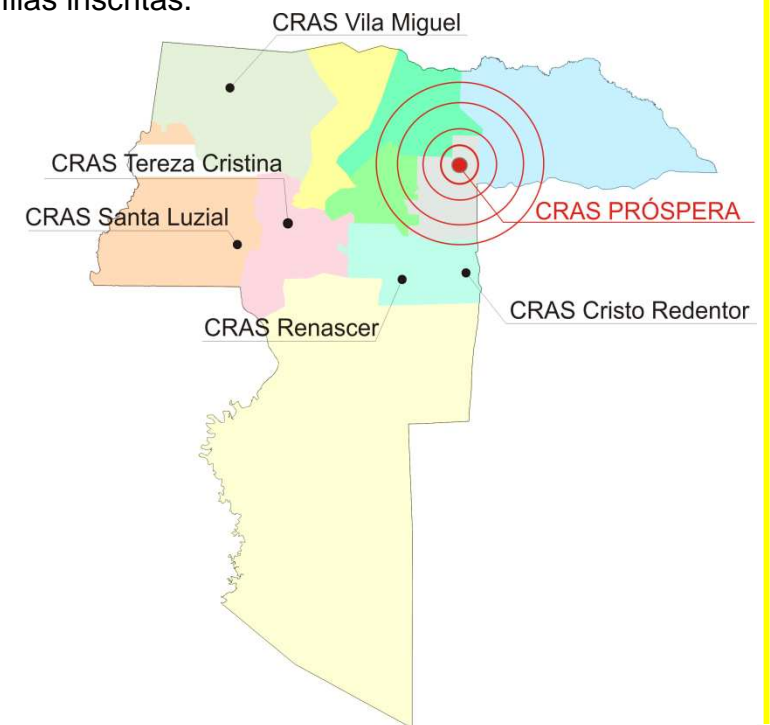 CRAS Vila Miguel
CRAS Tereza Cristina
CRAS Santa Luzial
CRAS PRÓSPERA
CRAS Cristo Redentor
CRAS Renascer